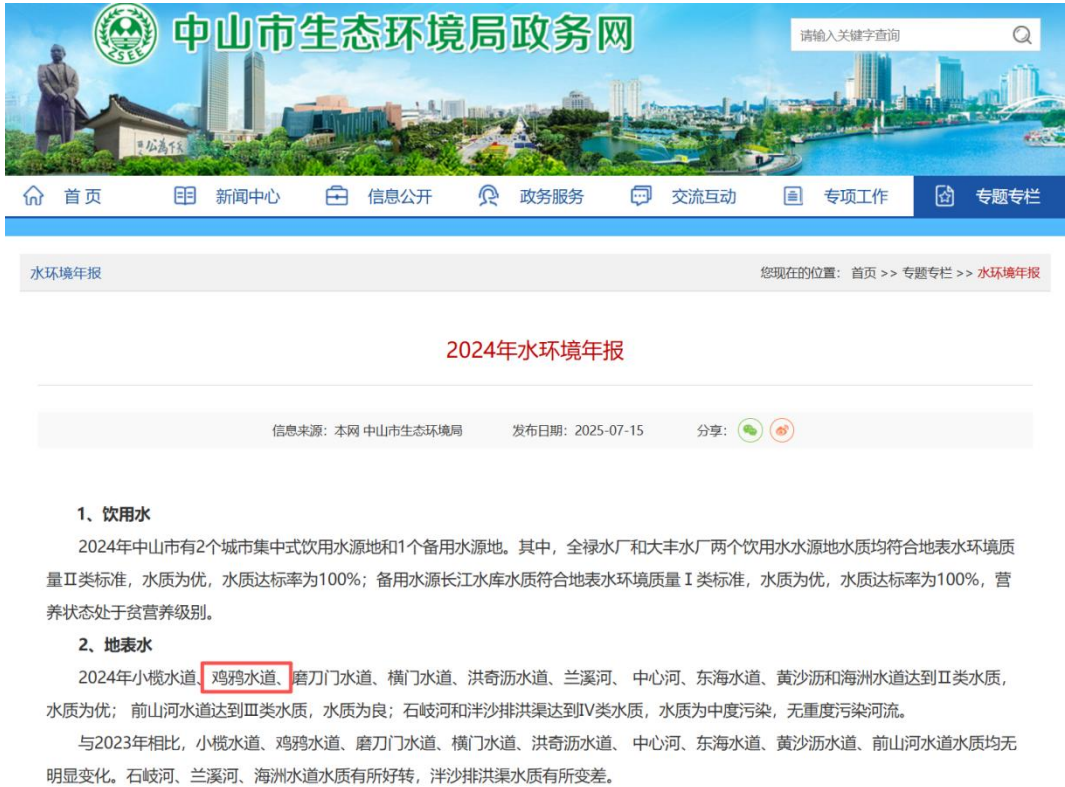 中山市生态环境局政务网
ZSEE
请输入关键字查询
天下为公
首页 新闻中心 信息公开 政务服务 交流互动 专项工作 专题专栏
水环境年报
您现在的位置： 首页 >> 专题专栏 >> 水环境年报
2024年水环境年报
信息来源：本网 中山市生态环境局 发布日期：2025-07-15 分享：
1、饮用水
2024年中山市有2个城市集中式饮用水源地和1个备用水源地。其中，全禄水厂和大丰水厂两个饮用水水源地水质均符合地表水环境质
量Ⅱ类标准，水质为优，水质达标率为100%；备用水源长江水库水质符合地表水环境质量Ⅰ类标准，水质为优，水质达标率为100%，营
养状态处于贫营养级别。
2、地表水
2024年小榄水道、鸡鸦水道、磨刀门水道、横门水道、洪奇沥水道、兰溪河、 中心河、东海水道、黄沙沥和海洲水道达到Ⅱ类水质，
水质为优； 前山河水道达到Ⅲ类水质，水质为良；石岐河和泮沙排洪渠达到Ⅳ类水质，水质为中度污染，无重度污染河流。
与2023年相比，小榄水道、鸡鸦水道、磨刀门水道、横门水道、洪奇沥水道、 中心河、东海水道、黄沙沥水道、前山河水道水质均无
明显变化。石岐河、兰溪河、海洲水道水质有所好转，泮沙排洪渠水质有所变差。